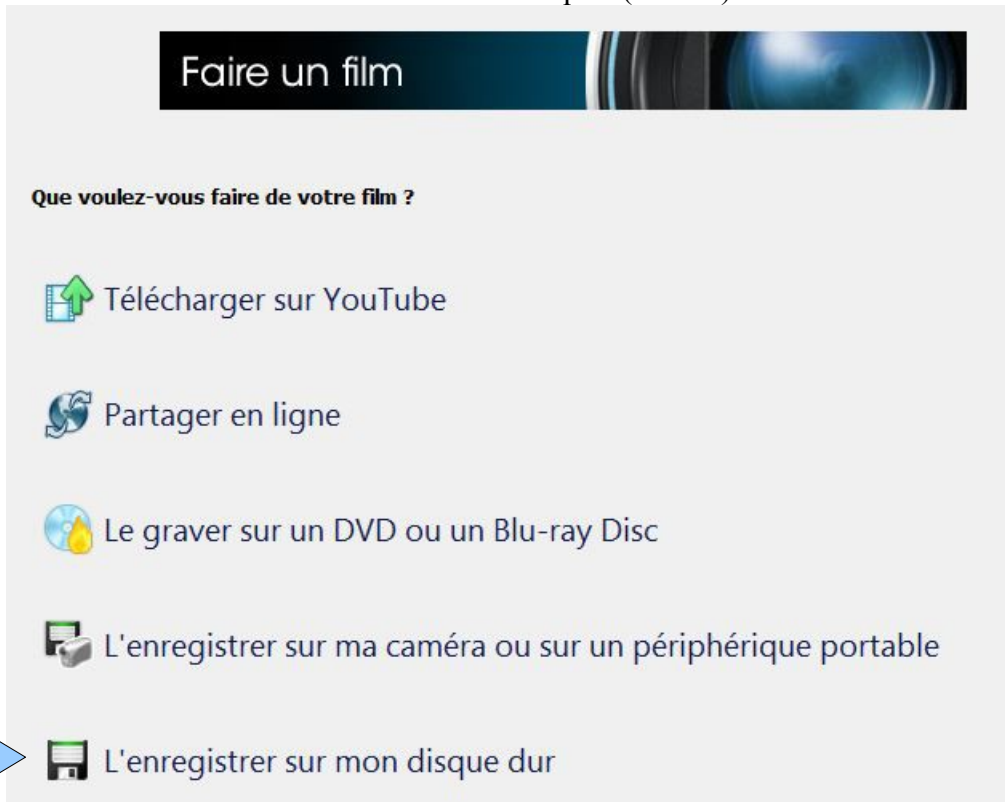 Faire un film
Que voulez-vous faire de votre film ?
Télécharger sur YouTube
Partager en ligne
Le graver sur un DVD ou un Blu-ray Disc
L'enregistrer sur ma caméra ou sur un périphérique portable
L'enregistrer sur mon disque dur